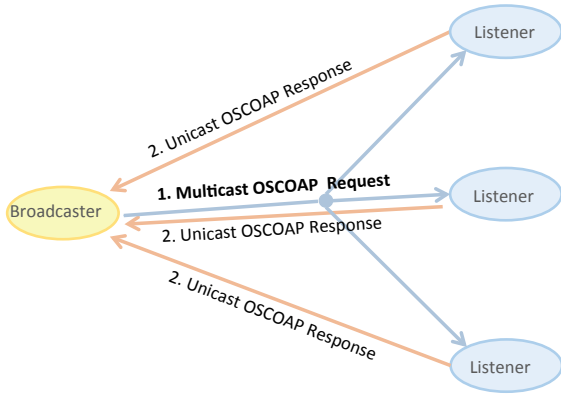 Listener
2. Unicast OSCOAP Response
1. Multicast OSCOAP Request
Broadcaster
Listener
2. Unicast OSCOAP Response
2. Unicast OSCOAP Response
Listener